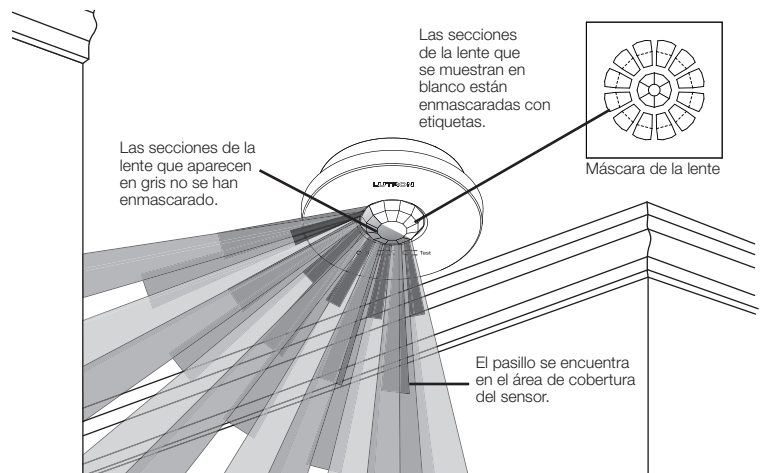 Las secciones
de la lente que
se muestran en
blanco están
enmascaradas con
etiquetas.
Máscara de la lente
Las secciones de la
lente que aparecen
en gris no se han
enmascarado.
LUTRON
Test
El pasillo se encuentra
en el área de cobertura
del sensor.